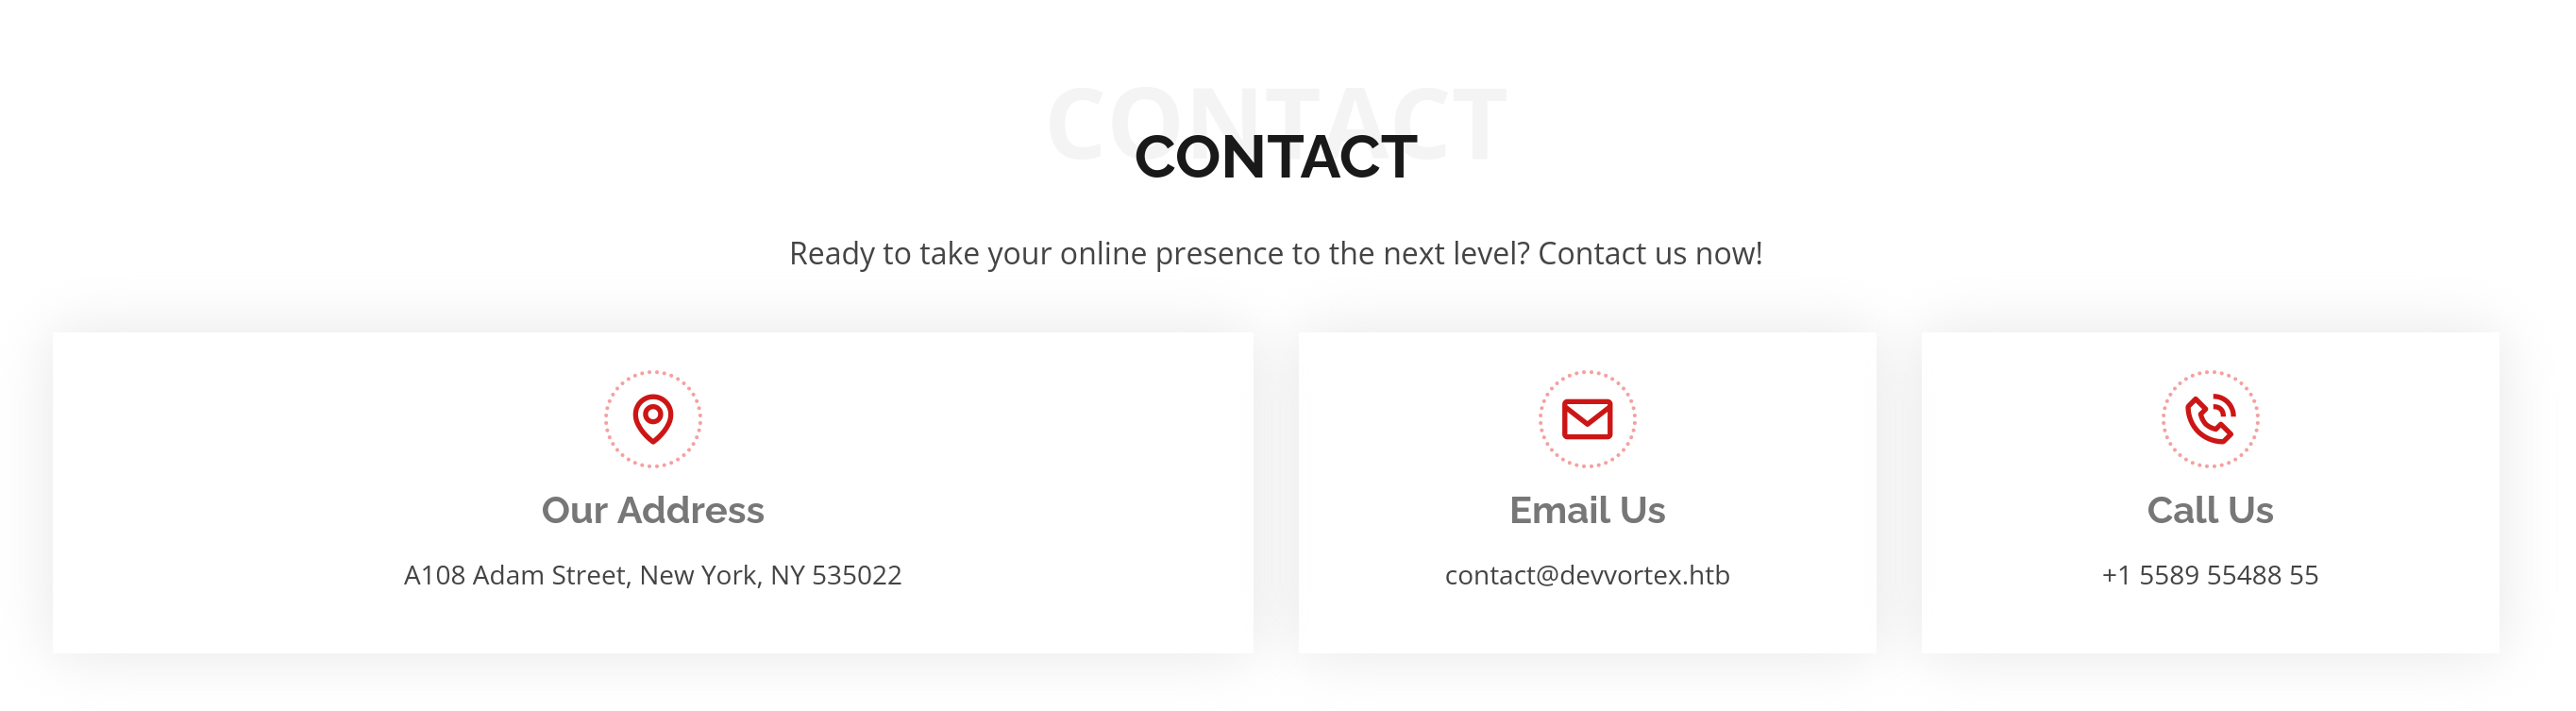 CONTACT
CONTACT
Ready to take your online presence to the next level? Contact us now!
Our Address
A108 Adam Street, New York, NY 535022
Email Us
contact@devvortex.htb
Call Us
+1 5589 55488 55